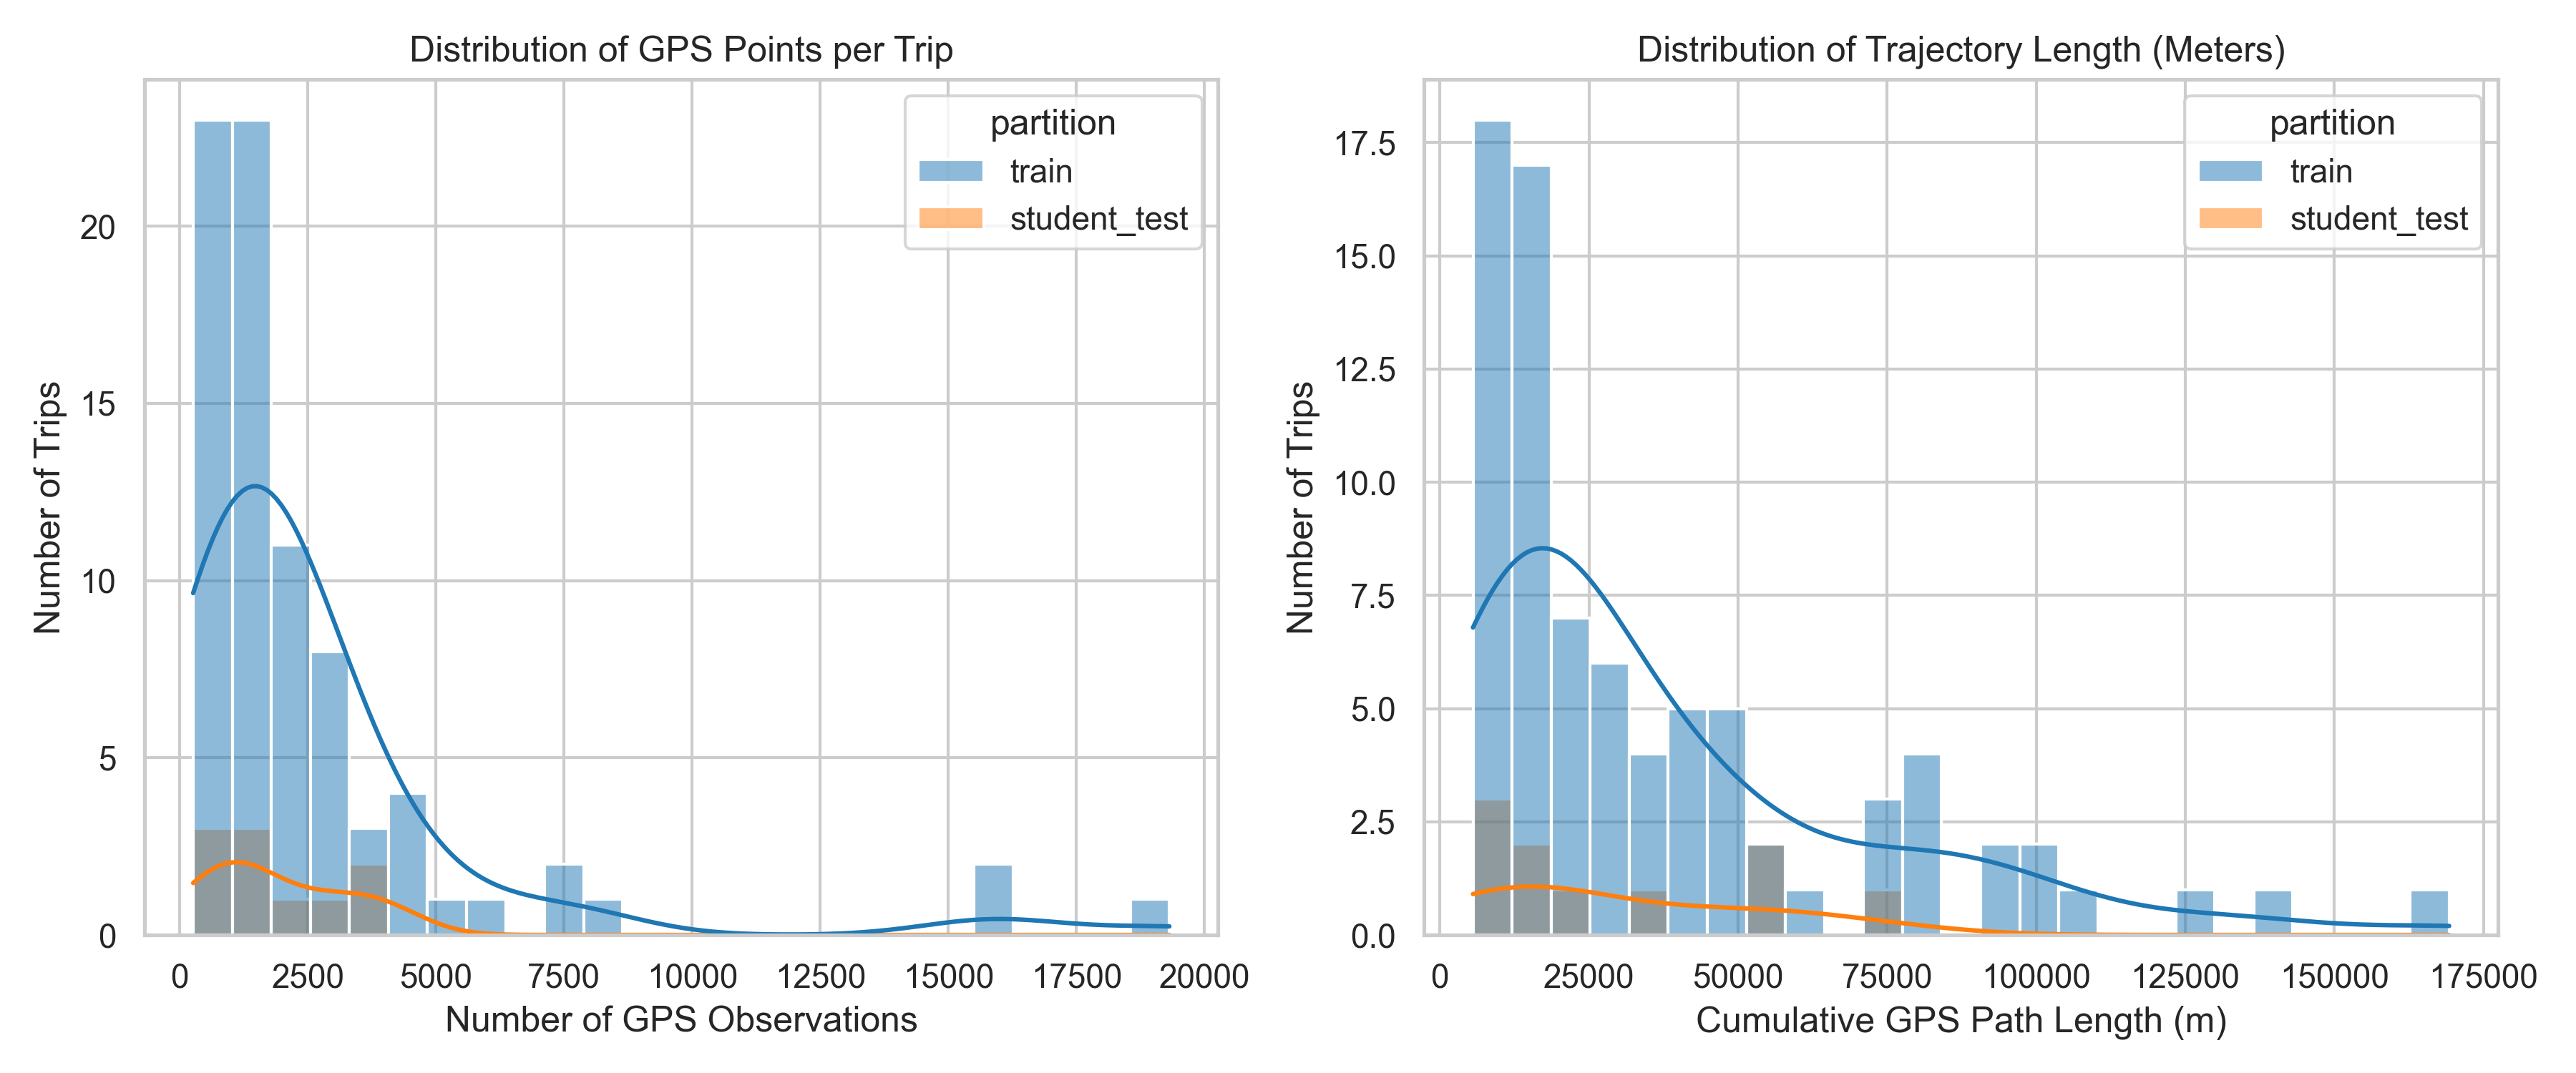 Distribution of GPS Points per Trip
partition
train
student_test
Number of Trips
20
15
10
5
0
0 2500 5000 7500 10000 12500 15000 17500 20000
Number of GPS Observations
Distribution of Trajectory Length (Meters)
partition
train
student_test
Number of Trips
17.5
15.0
12.5
10.0
7.5
5.0
2.5
0.0
0 25000 50000 75000 100000 125000 150000 175000
Cumulative GPS Path Length (m)